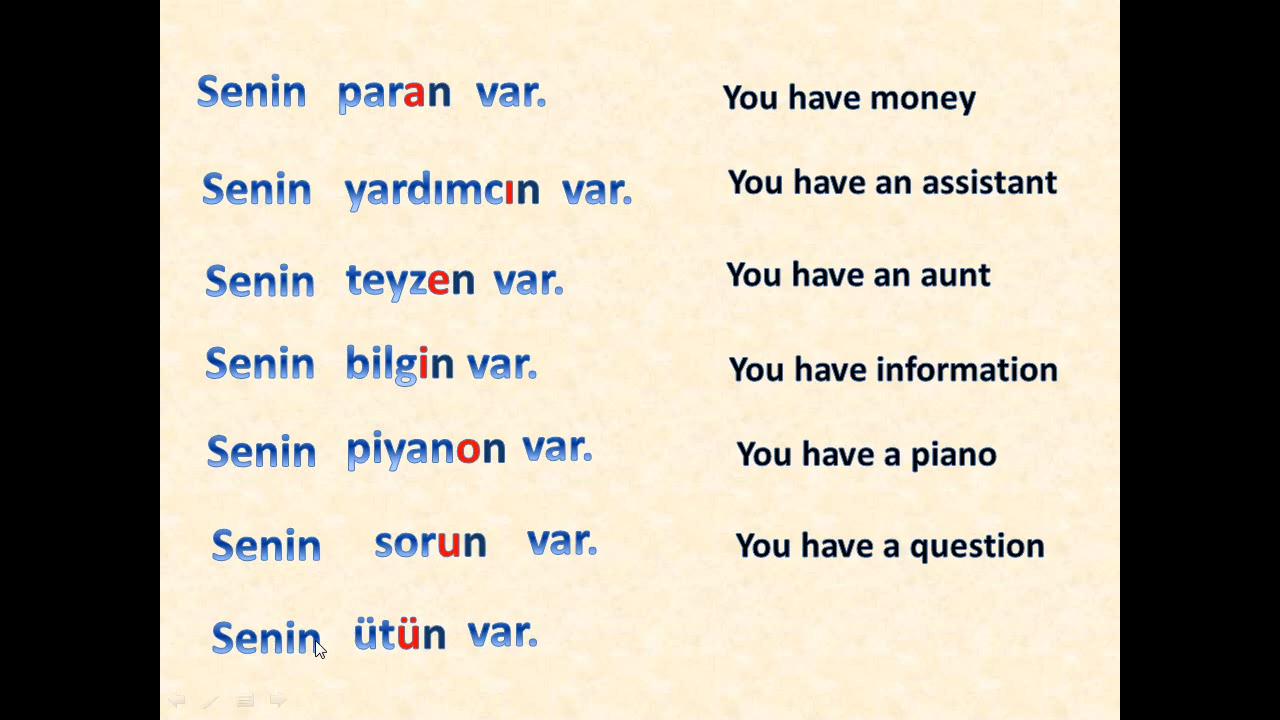 Senin paran var. You have money
Senin yardımcın var. You have an assistant
Senin teyzen var. You have an aunt
Senin bilgin var. You have information
Senin piyanon var. You have a piano
Senin sorun var. You have a question
Senin ütün var.